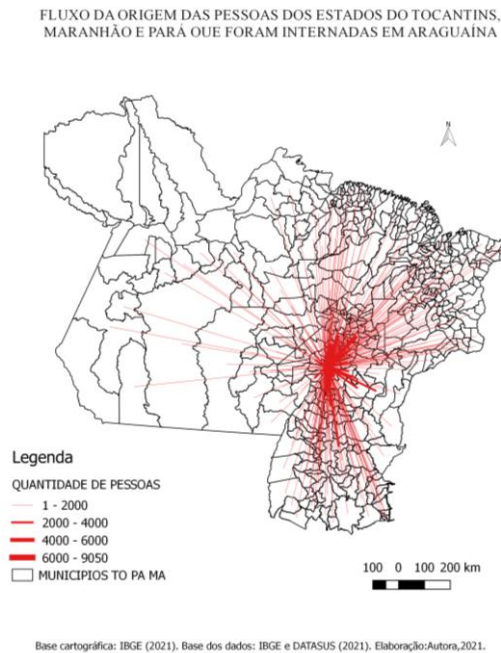 FLUXO DA ORIGEM DAS PESSOAS DOS ESTADOS DO TOCANTINS,
MARANHÃO E PARÁ QUE FORAM INTERNADAS EM ARAGUAÍNA
N
Legenda
QUANTIDADE DE PESSOAS
1 - 2000
2000 - 4000
4000 - 6000
6000 - 9050
MUNICIPIOS TO PA MA
100 0 100 200 km
Base cartográfica: IBGE (2021). Base dos dados: IBGE e DATASUS (2021). Elaboração:Autora,2021.